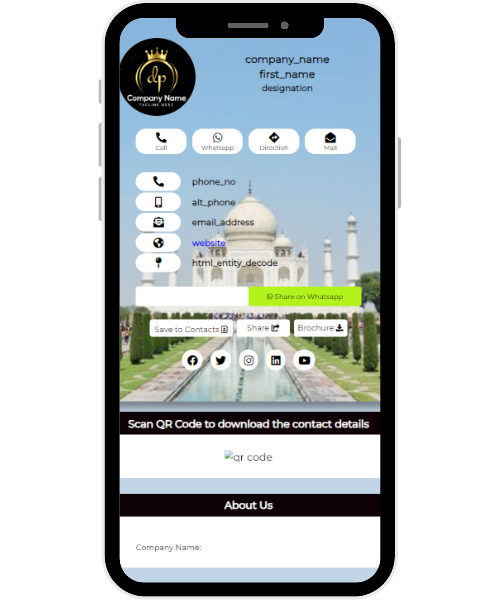 company_name
first_name
designation
dp
Company Name
TAGLINE HERE
Call
Whatsapp
Direction
Mail
phone_no
alt_phone
email_address
website
html_entity_decode
Share on Whatsapp
Save to Contacts
Share
Brochure
Scan QR Code to download the contact details
qr code
About Us
Company Name: